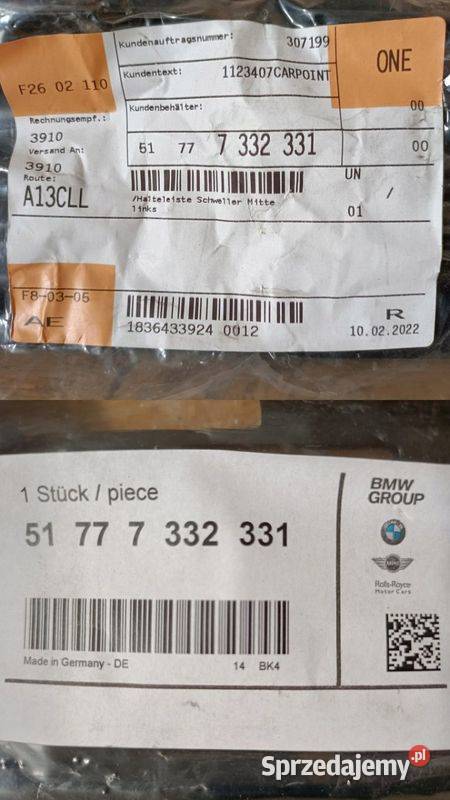 Kundenauftragsnummer: 307199
F26 02 110
Kundentext: 1123407CARPOINT
ONE
Kundenbehälter:
00
Rechnungsempf.:
3910
Versand An:
3910
51 77 7 332 331
00
Route:
A13CLL
UN
/
01
/Halteleiste Schweller Mitte
links
F8-03-05
AE
1836433924 0012
R
10.02.2022
1 Stück / piece
51 77 7 332 331
BMW
GROUP
BMW
MINI
Rolls-Royce
Motor Cars
Made in Germany - DE
14 BK4
Sprzedajemy.pl